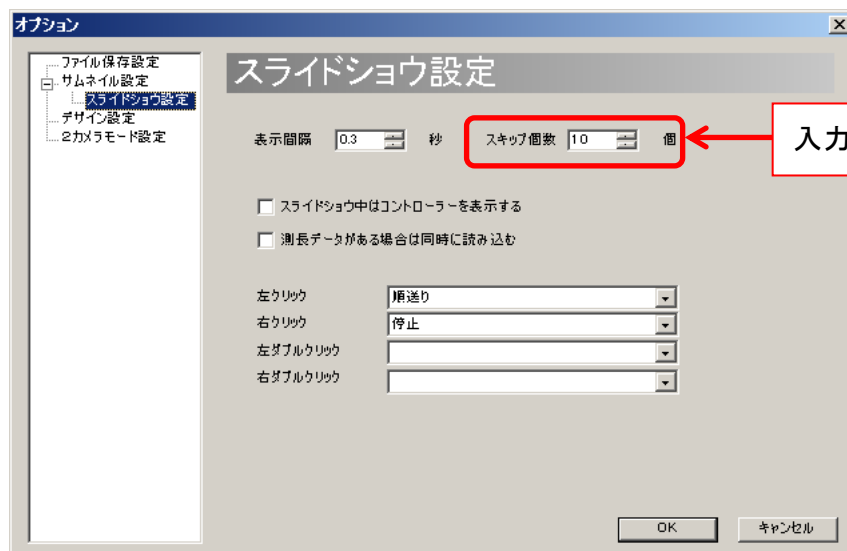 オプション
ファイル保存設定
サムネイル設定
スライドショウ設定
デザイン設定
2カメラモード設定
スライドショウ設定
表示間隔 0.3 秒 スキップ個数 10 個
入力
スライドショウ中はコントローラーを表示する
測長データがある場合は同時に読み込む
左クリック 順送り
右クリック 停止
左ダブルクリック
右ダブルクリック
OK キャンセル